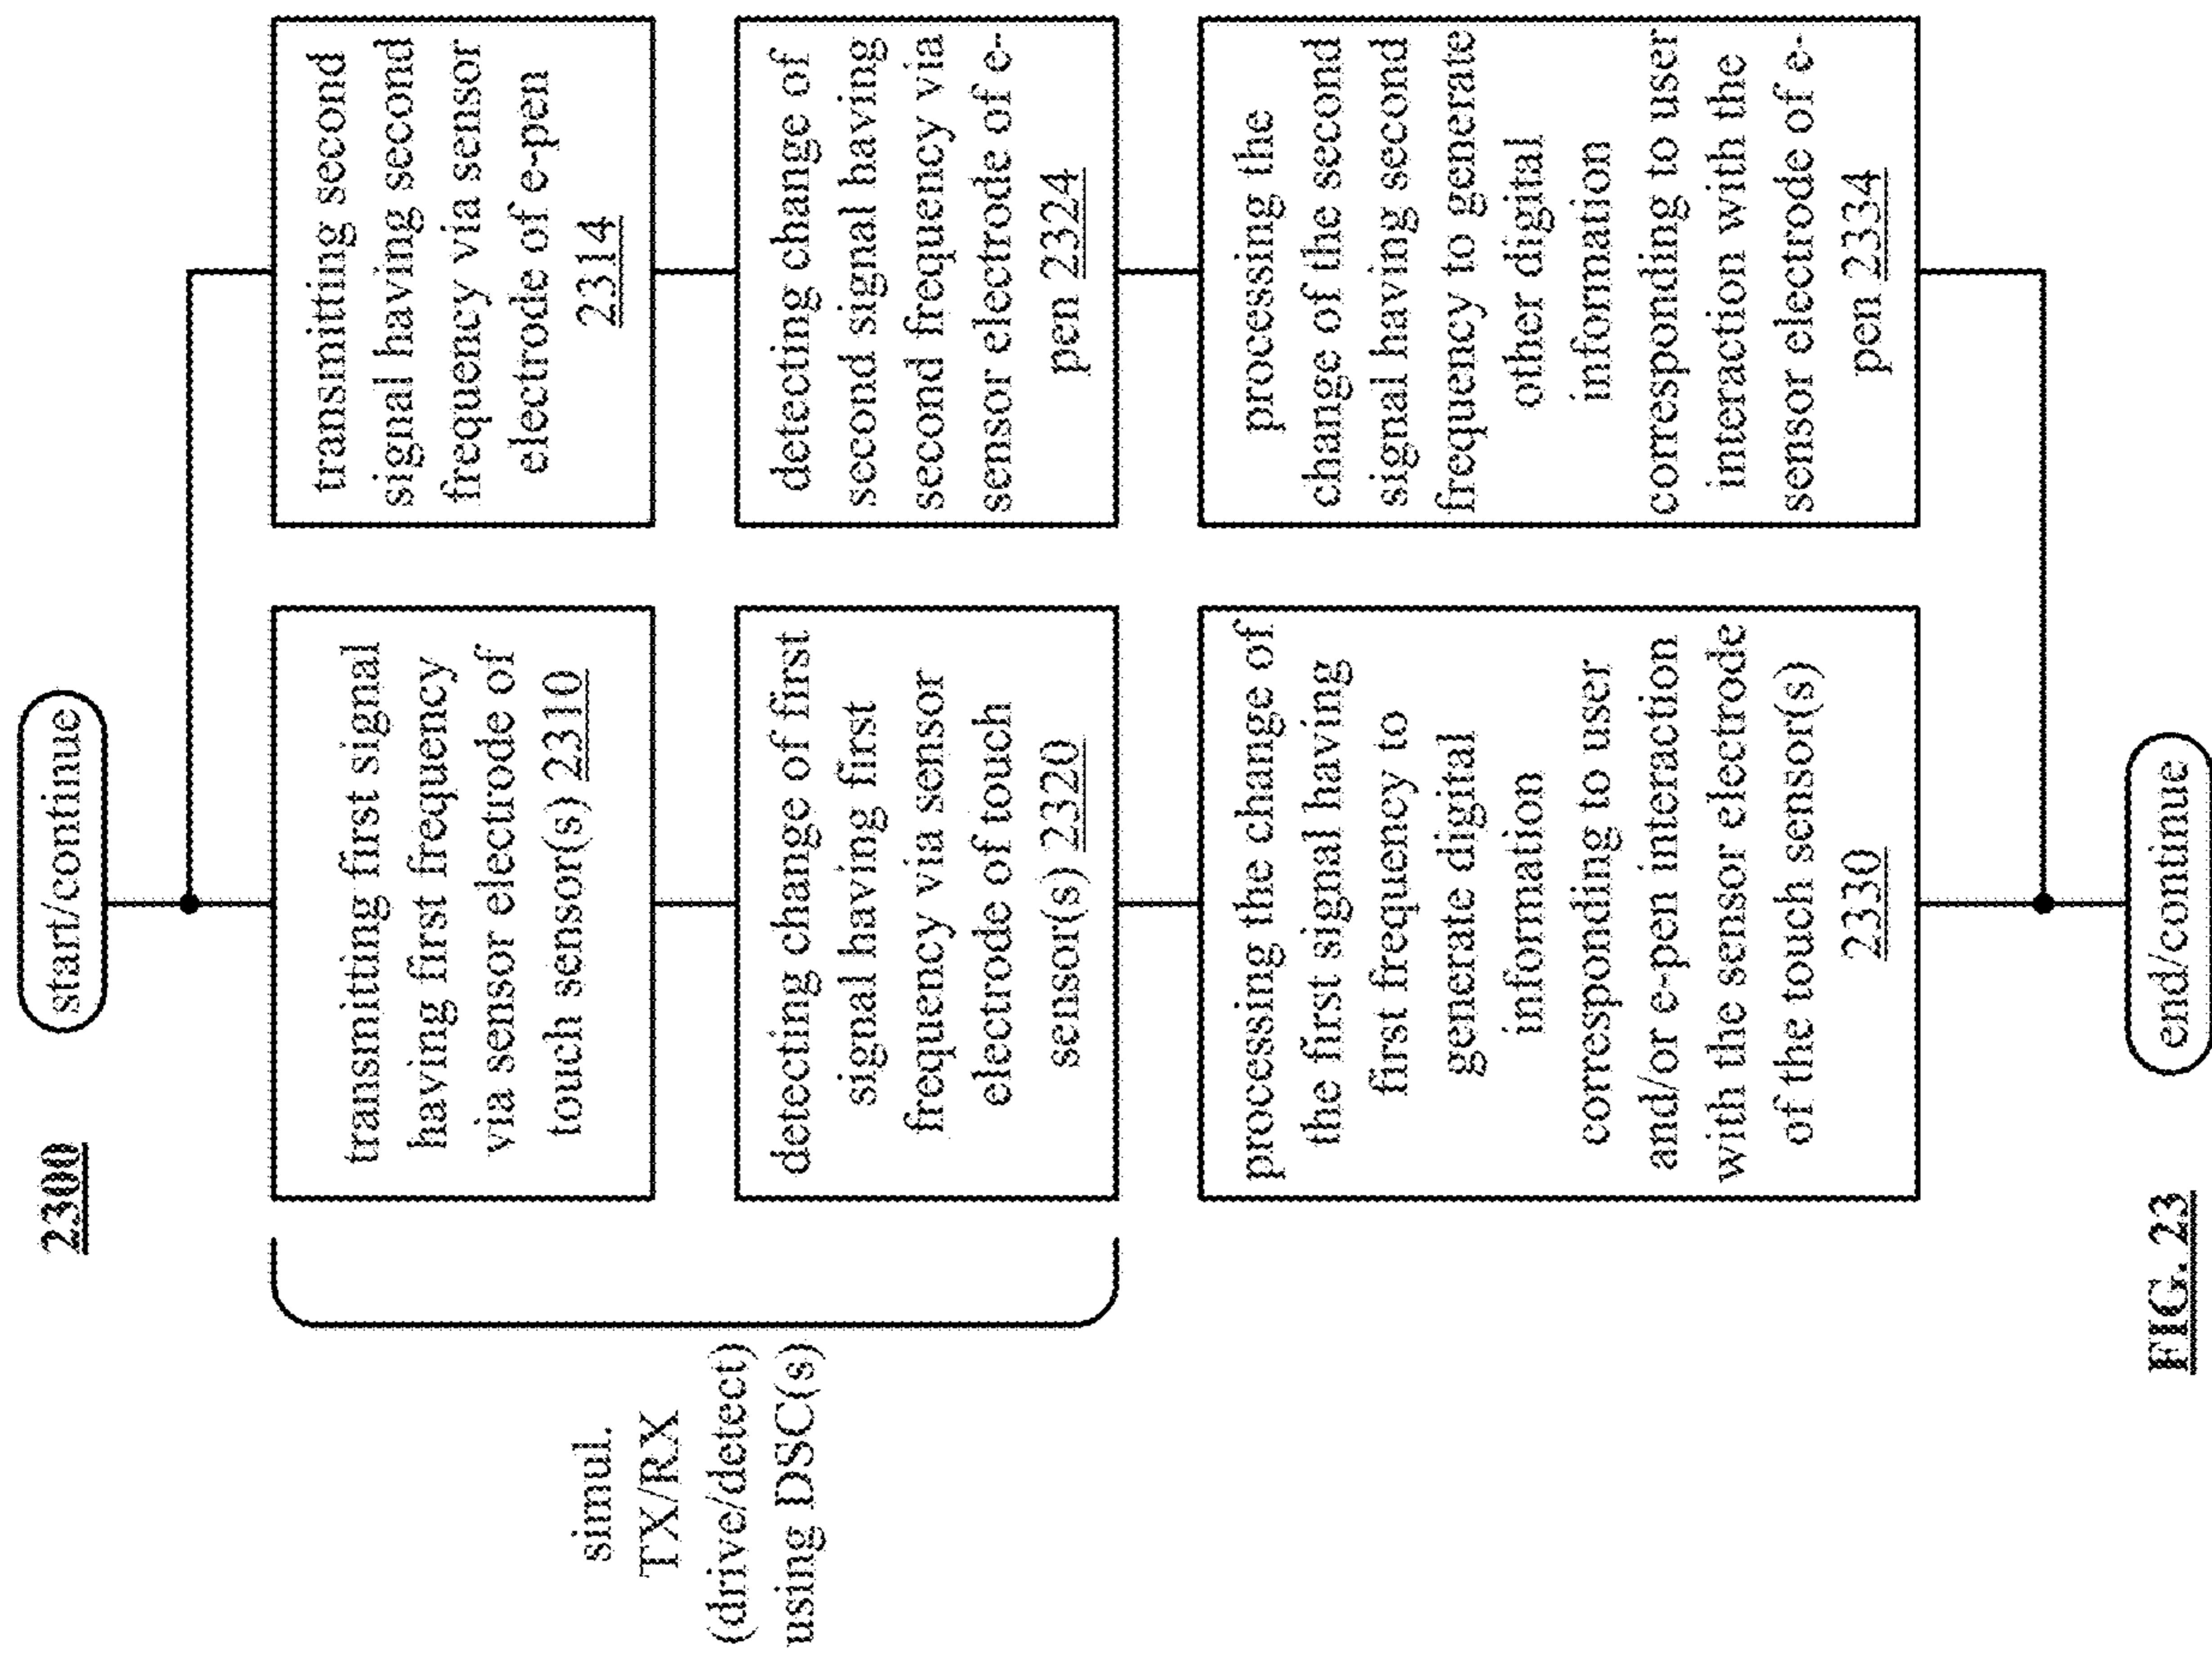 2300
start/continue
simul.
TX/RX
(drive/detect)
using DSC(s)
transmitting first signal
having first frequency
via sensor electrode of
touch sensor(s) 2310
transmitting second
signal having second
frequency via sensor
electrode of e-pen
2314
detecting change of first
signal having first
frequency via sensor
electrode of touch
sensor(s) 2320
detecting change of
second signal having
second frequency via
sensor electrode of e-
pen 2324
processing the change of
the first signal having
first frequency to
generate digital
information
corresponding to user
and/or e-pen interaction
with the sensor electrode
of the touch sensor(s)
2330
processing the
change of the second
signal having second
frequency to generate
other digital
information
corresponding to user
interaction with the
sensor electrode of e-
pen 2334
end/continue
FIG. 23